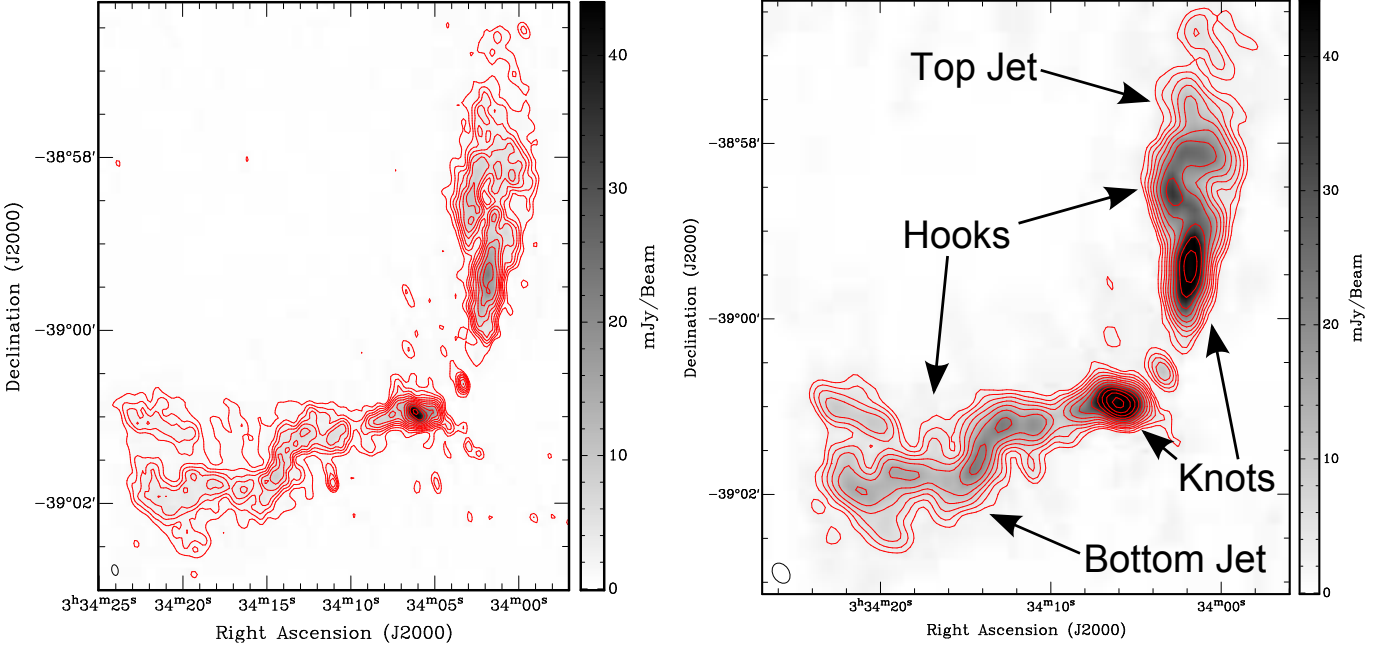 40
−38°58′
30
Declination (J2000)
mJy/Beam
−39°00′
20
10
−39°02′
0
3ʰ34ᵐ25ˢ 34ᵐ20ˢ 34ᵐ15ˢ 34ᵐ10ˢ 34ᵐ05ˢ 34ᵐ00ˢ
Right Ascension (J2000)
40
Top Jet
−38°58′
30
Hooks
Declination (J2000)
mJy/Beam
−39°00′
20
10
Knots
−39°02′
Bottom Jet
0
3ʰ34ᵐ20ˢ 34ᵐ10ˢ 34ᵐ00ˢ
Right Ascension (J2000)